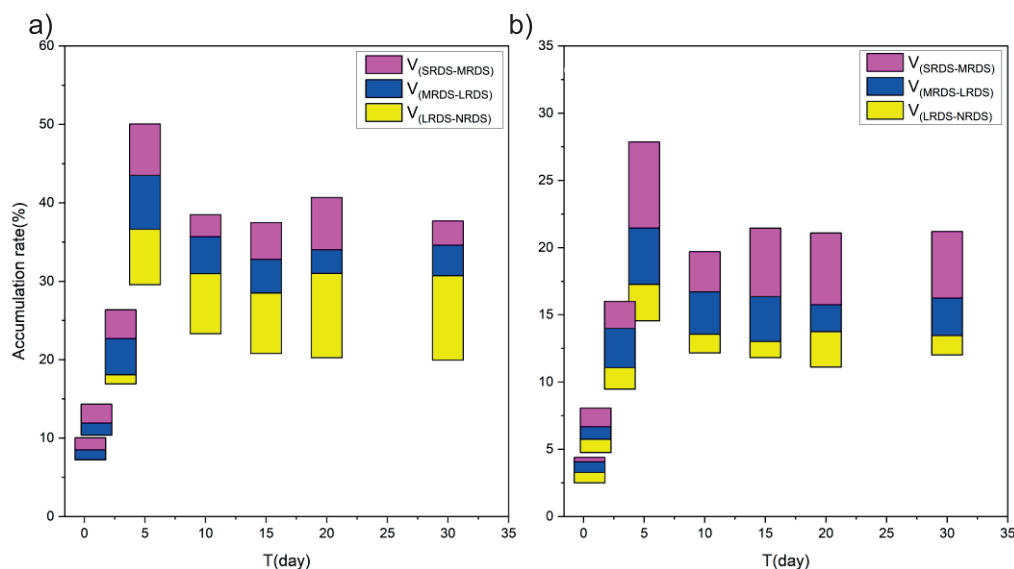 a)
60
50
40
30
20
10
0
Accumulation rate(%)
V(SRDS-MRDS)
V(MRDS-LRDS)
V(LRDS-NRDS)
0 5 10 15 20 25 30 35
T(day)
b)
35
30
25
20
15
10
5
0
V(SRDS-MRDS)
V(MRDS-LRDS)
V(LRDS-NRDS)
0 5 10 15 20 25 30 35
T(day)